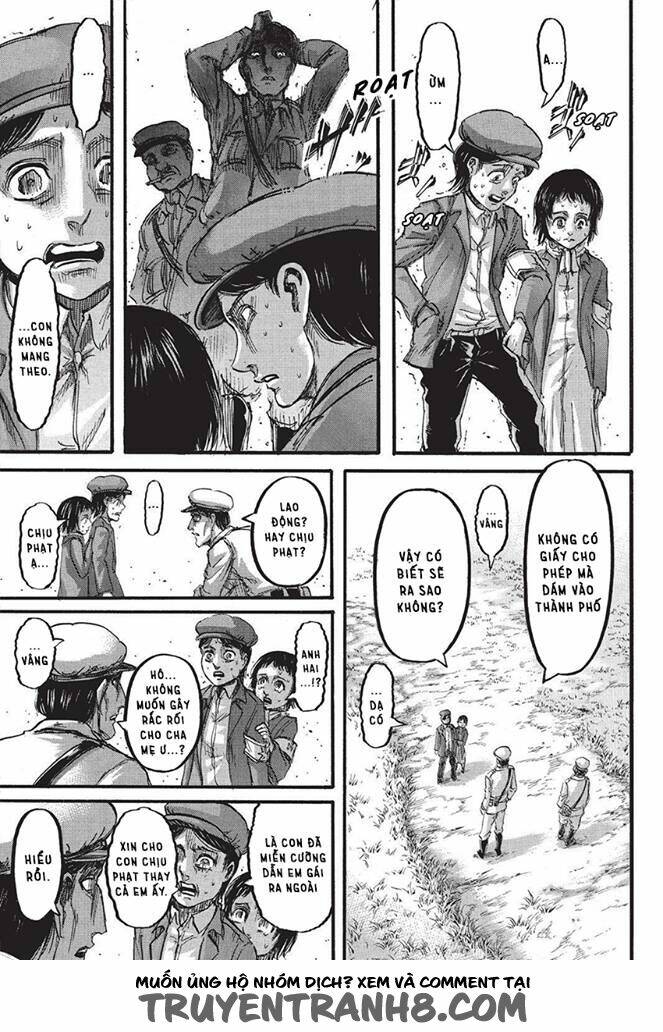 A
...
SOẠT
ỪM
...
SOẠT
ROẠT
...
...CON
KHÔNG
MANG
THEO.
KHÔNG CÓ
GIẤY CHO
PHÉP MÀ
DÁM VÀO
THÀNH PHỐ
...
VÂNG
VẬY CÓ
BIẾT SẼ
RA SAO
KHÔNG?
...
DẠ
CÓ
LAO
ĐỘNG?
HAY CHỊU
PHẠT?
...
CHỊU
PHẠT
Ạ...
ANH
HAI
...!?
HÔ...
...KHÔNG
MUỐN GÂY
RẮC RỐI
CHO CHA
MẸ Ư...?
...
VÂNG
LÀ CON ĐÃ
MIỄN CƯỠNG
DẪN EM GÁI
RA NGOÀI
XIN CHO
CON CHỊU
PHẠT THAY
CẢ EM ẤY.
HIỂU
RỒI.
MUỐN ỦNG HỘ NHÓM DỊCH? XEM VÀ COMMENT TẠI
TRUYENTRANH8.COM